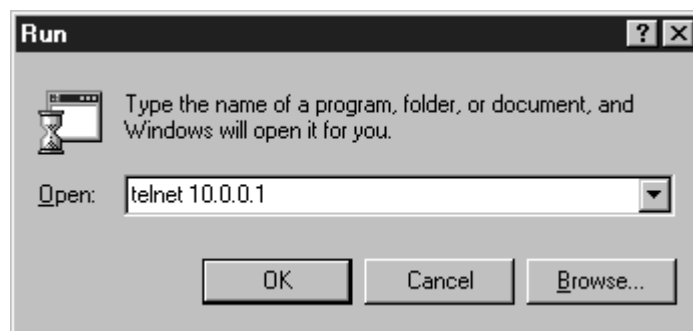 Run
Type the name of a program, folder, or document, and
Windows will open it for you.
Open: telnet 10.0.0.1
OK Cancel Browse...